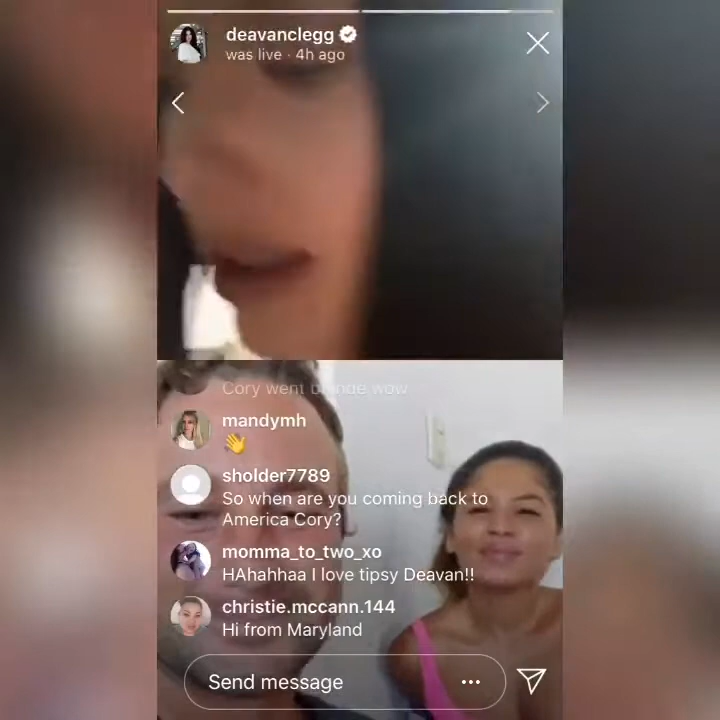 deavanclegg
was live · 4h ago
Cory went blonde wow
mandymh
👋
sholder7789
So when are you coming back to
America Cory?
momma_to_two_xo
HAhahhaa I love tipsy Deavan!!
christie.mccann.144
Hi from Maryland
Send message